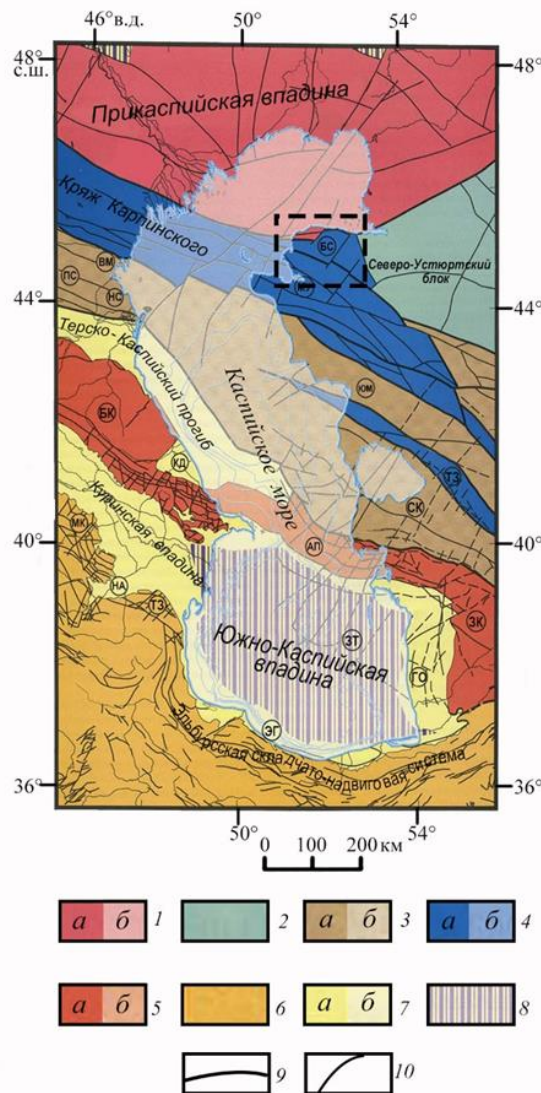 46°в.д.
50°
54°
48°
с.ш.
48°
Прикаспийская впадина
Кряж Карпинского
БС
Северо-Устюртский
блок
ПС
ВМ
НС
44°
44°
Терско-Каспийский прогиб
ЮМ
БК
КД
Каспийское море
ТЗ
СК
Куринская впадина
40°
40°
МК
АП
НА
ТЗ
ЗТ
ЗК
Южно-Каспийская
впадина
ГО
ЭГ
Эльбурсская складчато-надвиговая система
36°
36°
50°
54°
0 100 200
км
а б 1
2
а б 3
а б 4
а б 5
6
а б 7
8
9
10